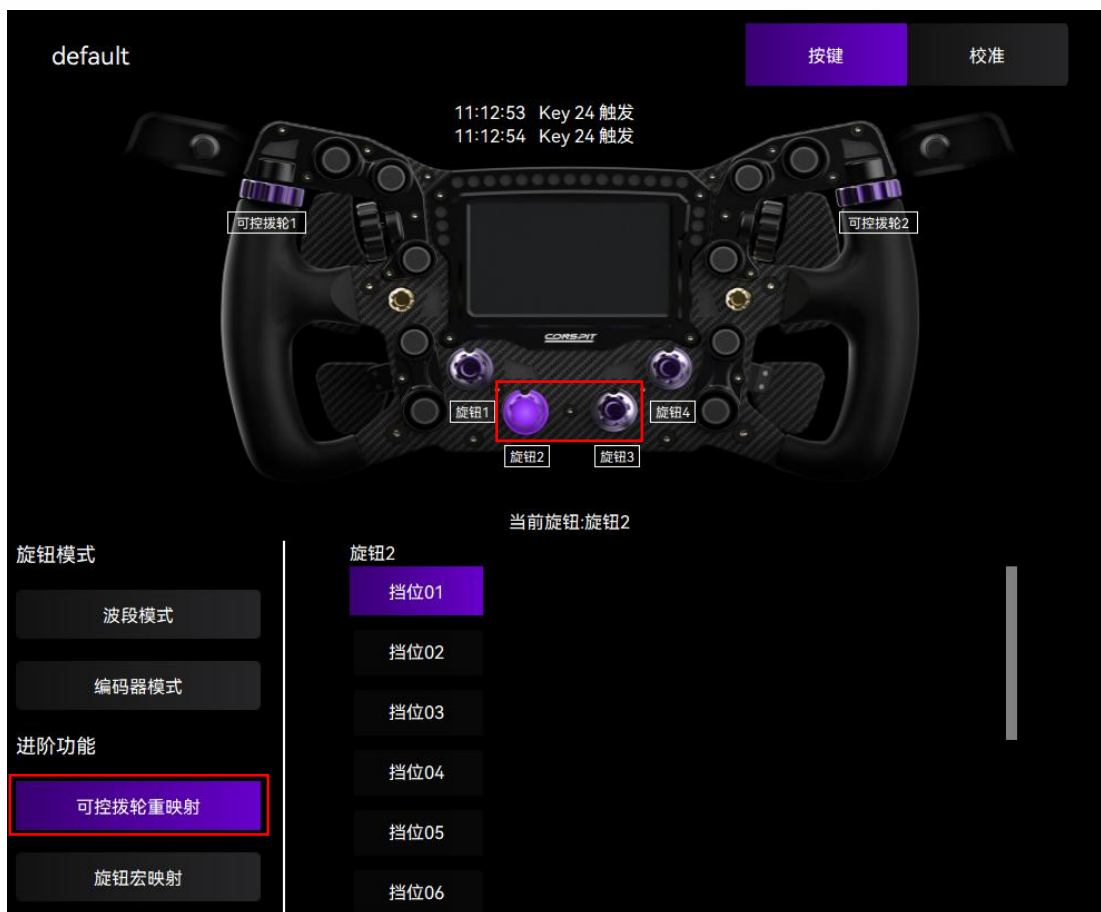 default
按键
校准
11:12:53 Key 24 触发
11:12:54 Key 24 触发
可控拨轮1
可控拨轮2
CORSPIT
旋钮1
旋钮4
旋钮2
旋钮3
当前旋钮:旋钮2
旋钮模式
波段模式
编码器模式
进阶功能
可控拨轮重映射
旋钮宏映射
旋钮2
挡位01
挡位02
挡位03
挡位04
挡位05
挡位06